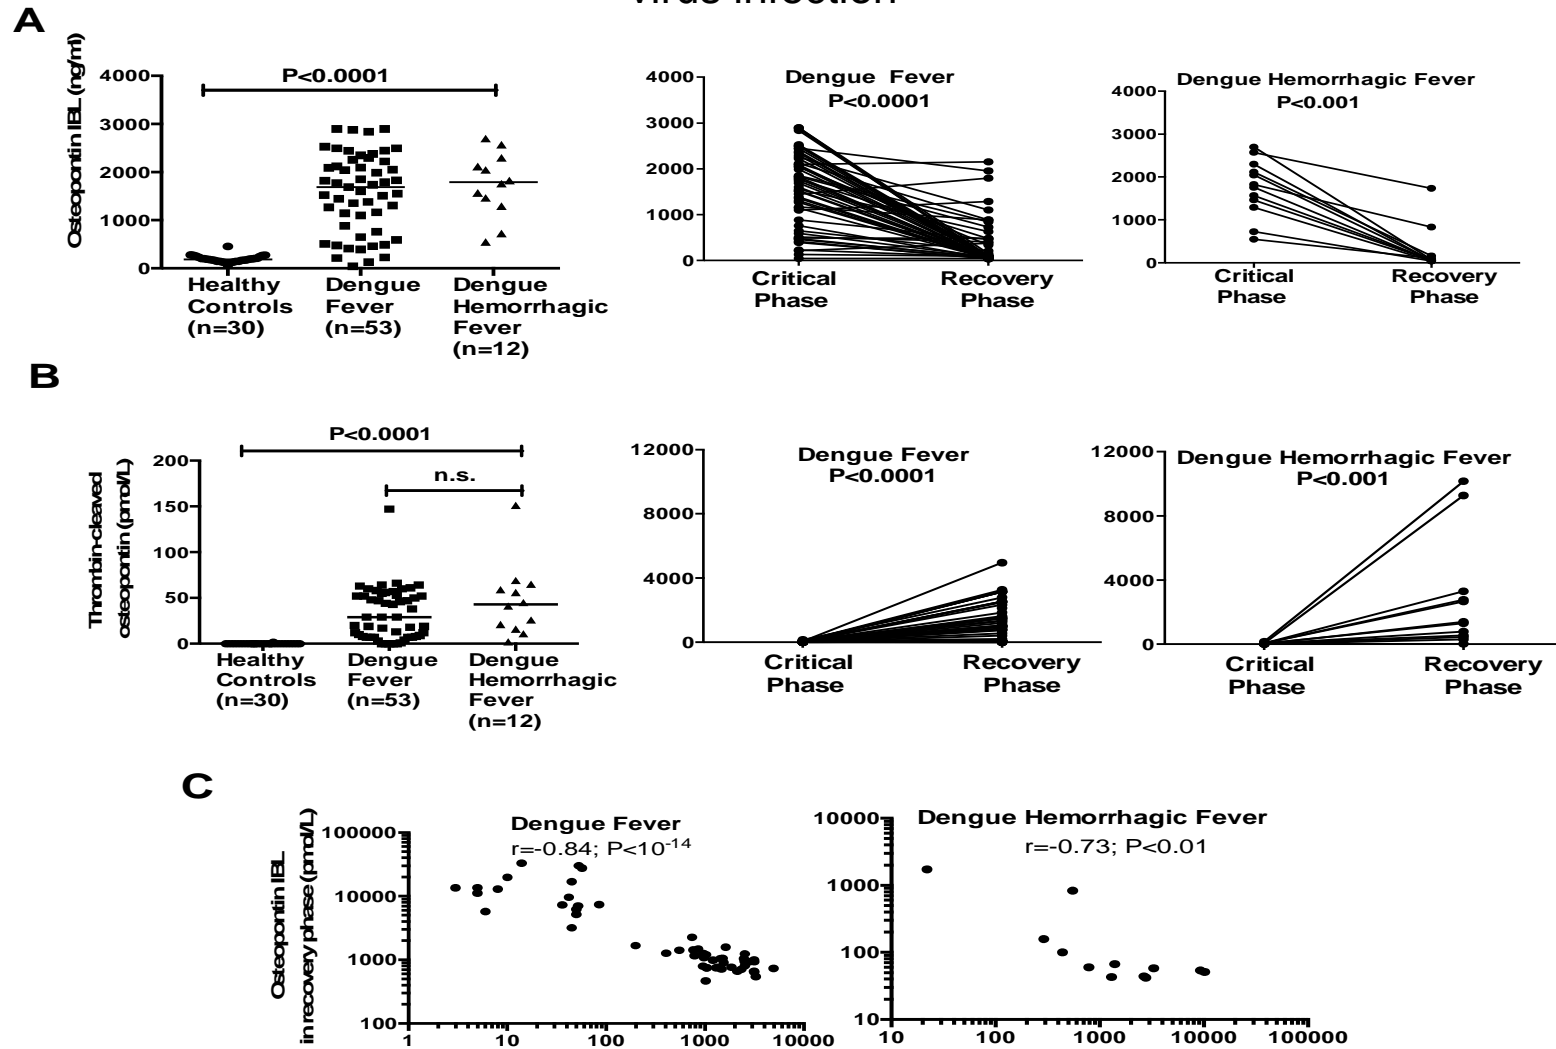 virus infection
A
Osteopontin IBL (ng/ml)
4000
3000
2000
1000
0
P<0.0001
Healthy
Controls
(n=30)
Dengue
Fever
(n=53)
Dengue
Hemorrhagic
Fever
(n=12)
Dengue Fever
P<0.0001
4000
3000
2000
1000
0
Critical
Phase
Recovery
Phase
Dengue Hemorrhagic Fever
P<0.001
4000
3000
2000
1000
0
Critical
Phase
Recovery
Phase
B
Thrombin-cleaved
osteopontin (pmol/L)
200
150
100
50
0
P<0.0001
n.s.
Healthy
Controls
(n=30)
Dengue
Fever
(n=53)
Dengue
Hemorrhagic
Fever
(n=12)
Dengue Fever
P<0.0001
12000
8000
4000
0
Critical
Phase
Recovery
Phase
Dengue Hemorrhagic Fever
P<0.001
12000
8000
4000
0
Critical
Phase
Recovery
Phase
C
Osteopontin IBL
in recovery phase (pmol/L)
Dengue Fever
r=-0.84; P<10-14
100000
10000
1000
100
1
10
100
1000
10000
Dengue Hemorrhagic Fever
r=-0.73; P<0.01
10000
1000
100
10
10
100
1000
10000
100000